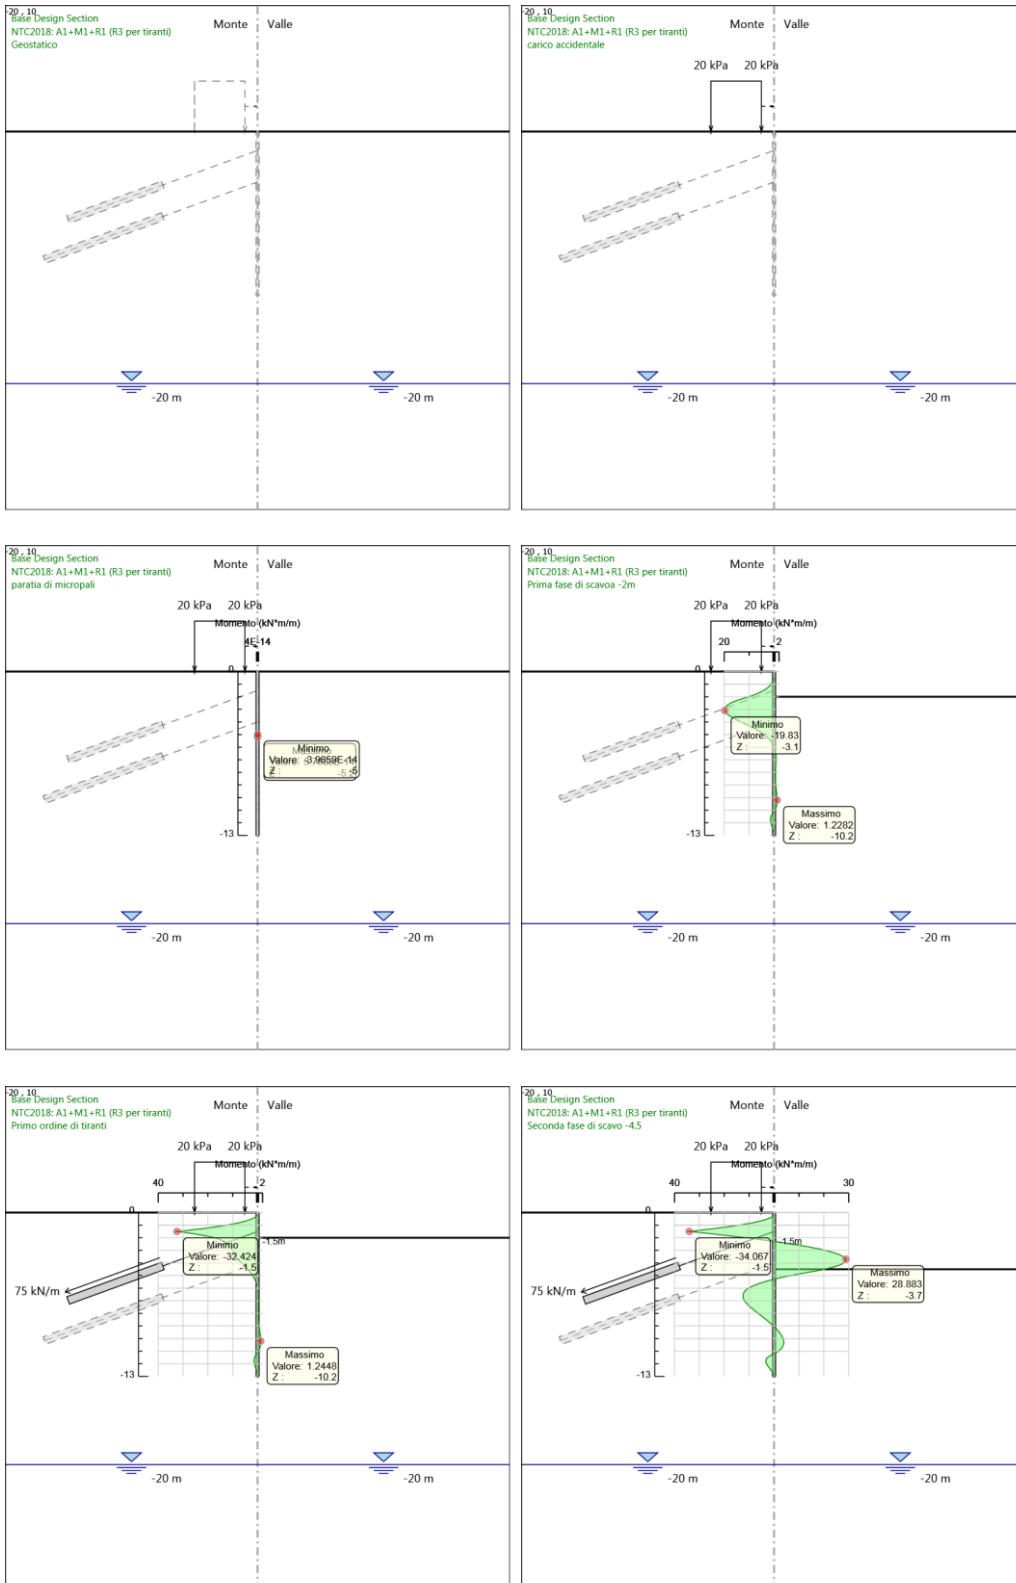 -20 , 10
Base Design Section
NTC2018: A1+M1+R1 (R3 per tiranti)
Geostatico
Monte
Valle
-20 m
-20 m
-20 , 10
Base Design Section
NTC2018: A1+M1+R1 (R3 per tiranti)
carico accidentale
Monte
Valle
20 kPa
20 kPa
-20 m
-20 m
-20 , 10
Base Design Section
NTC2018: A1+M1+R1 (R3 per tiranti)
paratia di micropali
Monte
Valle
20 kPa
20 kPa
Momento (kN*m/m)
4E-14
0
Minimo
Valore: -3.9859E-14
Z : -5
-13
-20 m
-20 m
-20 , 10
Base Design Section
NTC2018: A1+M1+R1 (R3 per tiranti)
Prima fase di scavoa -2m
Monte
Valle
20 kPa
20 kPa
Momento (kN*m/m)
20
2
0
Minimo
Valore: -19.83
Z : -3.1
Massimo
Valore: 1.2282
Z : -10.2
-13
-20 m
-20 m
-20 , 10
Base Design Section
NTC2018: A1+M1+R1 (R3 per tiranti)
Primo ordine di tiranti
Monte
Valle
20 kPa
20 kPa
Momento (kN*m/m)
40
2
0
-1.5m
Minimo
Valore: -32.424
Z : -1.5
75 kN/m
Massimo
Valore: 1.2448
Z : -10.2
-13
-20 m
-20 m
-20 , 10
Base Design Section
NTC2018: A1+M1+R1 (R3 per tiranti)
Seconda fase di scavo -4.5
Monte
Valle
20 kPa
20 kPa
Momento (kN*m/m)
40
30
0
-1.5m
Minimo
Valore: -34.067
Z : -1.5
Massimo
Valore: 28.883
Z : -3.7
75 kN/m
-13
-20 m
-20 m